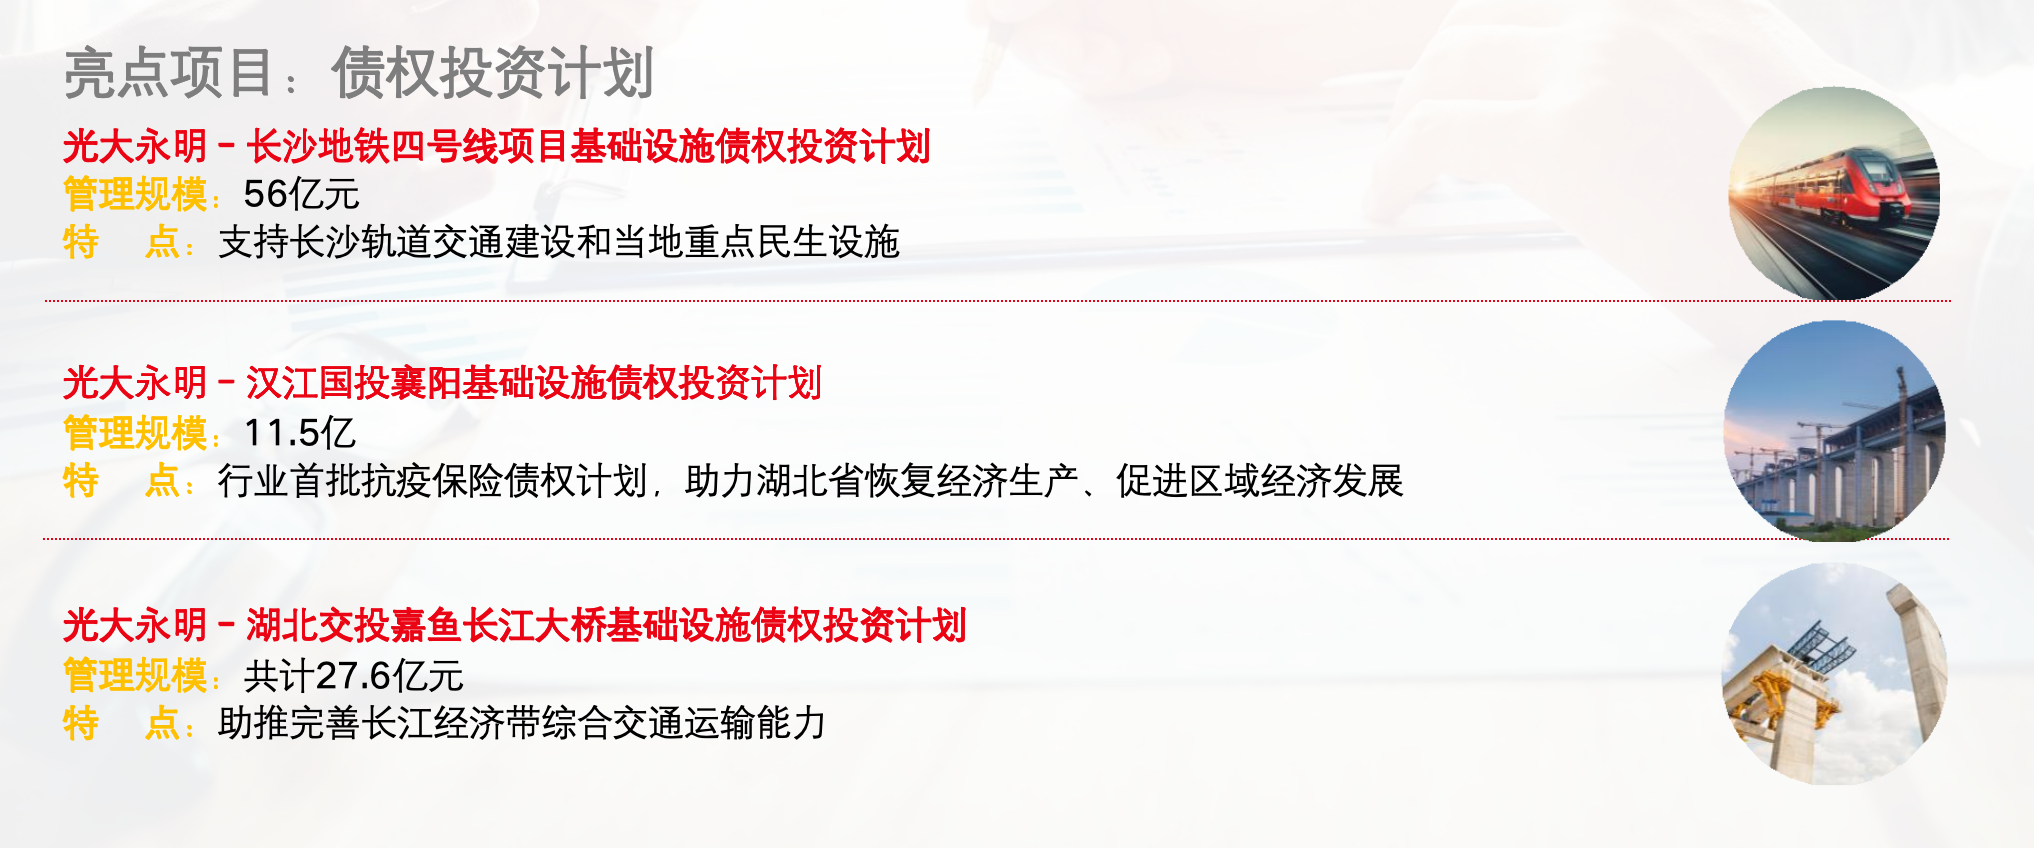 亮点项目：债权投资计划
光大永明－长沙地铁四号线项目基础设施债权投资计划
管理规模：56亿元
特　点：支持长沙轨道交通建设和当地重点民生设施
光大永明－汉江国投襄阳基础设施债权投资计划
管理规模：11.5亿
特　点：行业首批抗疫保险债权计划，助力湖北省恢复经济生产、促进区域经济发展
光大永明－湖北交投嘉鱼长江大桥基础设施债权投资计划
管理规模：共计27.6亿元
特　点：助推完善长江经济带综合交通运输能力